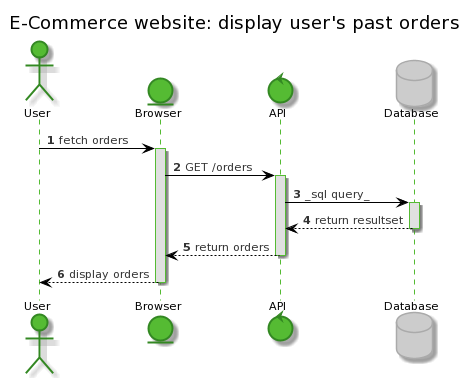 E-Commerce website: display user's past orders
User Browser API Database
1 fetch orders
2 GET /orders
3 _sql query_
4 return resultset
5 return orders
6 display orders
User Browser API Database